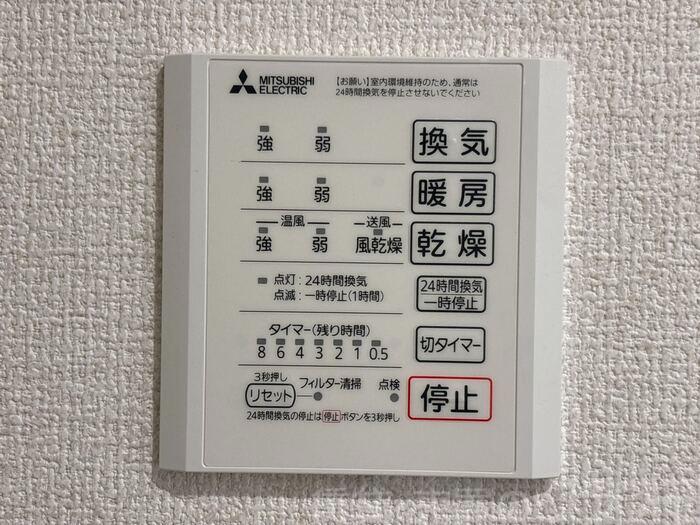 MITSUBISHI
ELECTRIC
【お願い】室内環境維持のため、通常は
24時間換気を停止させないでください
強 弱 換気
強 弱 暖房
温風 送風
強 弱 風乾燥 乾燥
点灯：24時間換気
点滅：一時停止(1時間)
24時間換気
一時停止
タイマー(残り時間)
8 6 4 3 2 1 0.5
切タイマー
3秒押し
リセット フィルター清掃 点検
停止
24時間換気の停止は停止ボタンを3秒押し